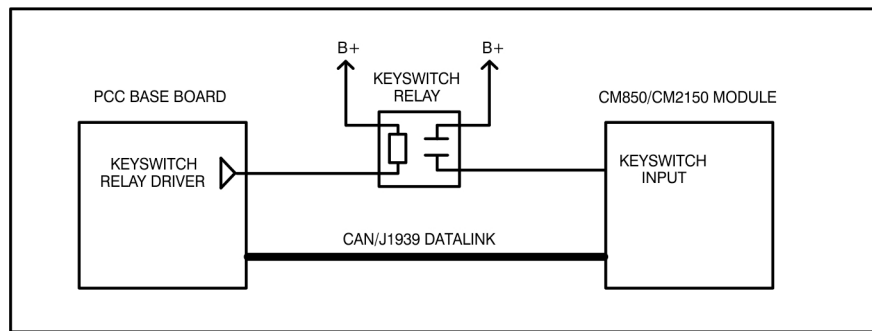 B+
B+
KEYSWITCH
RELAY
PCC BASE BOARD
CM850/CM2150 MODULE
KEYSWITCH
RELAY DRIVER
KEYSWITCH
INPUT
CAN/J1939 DATALINK